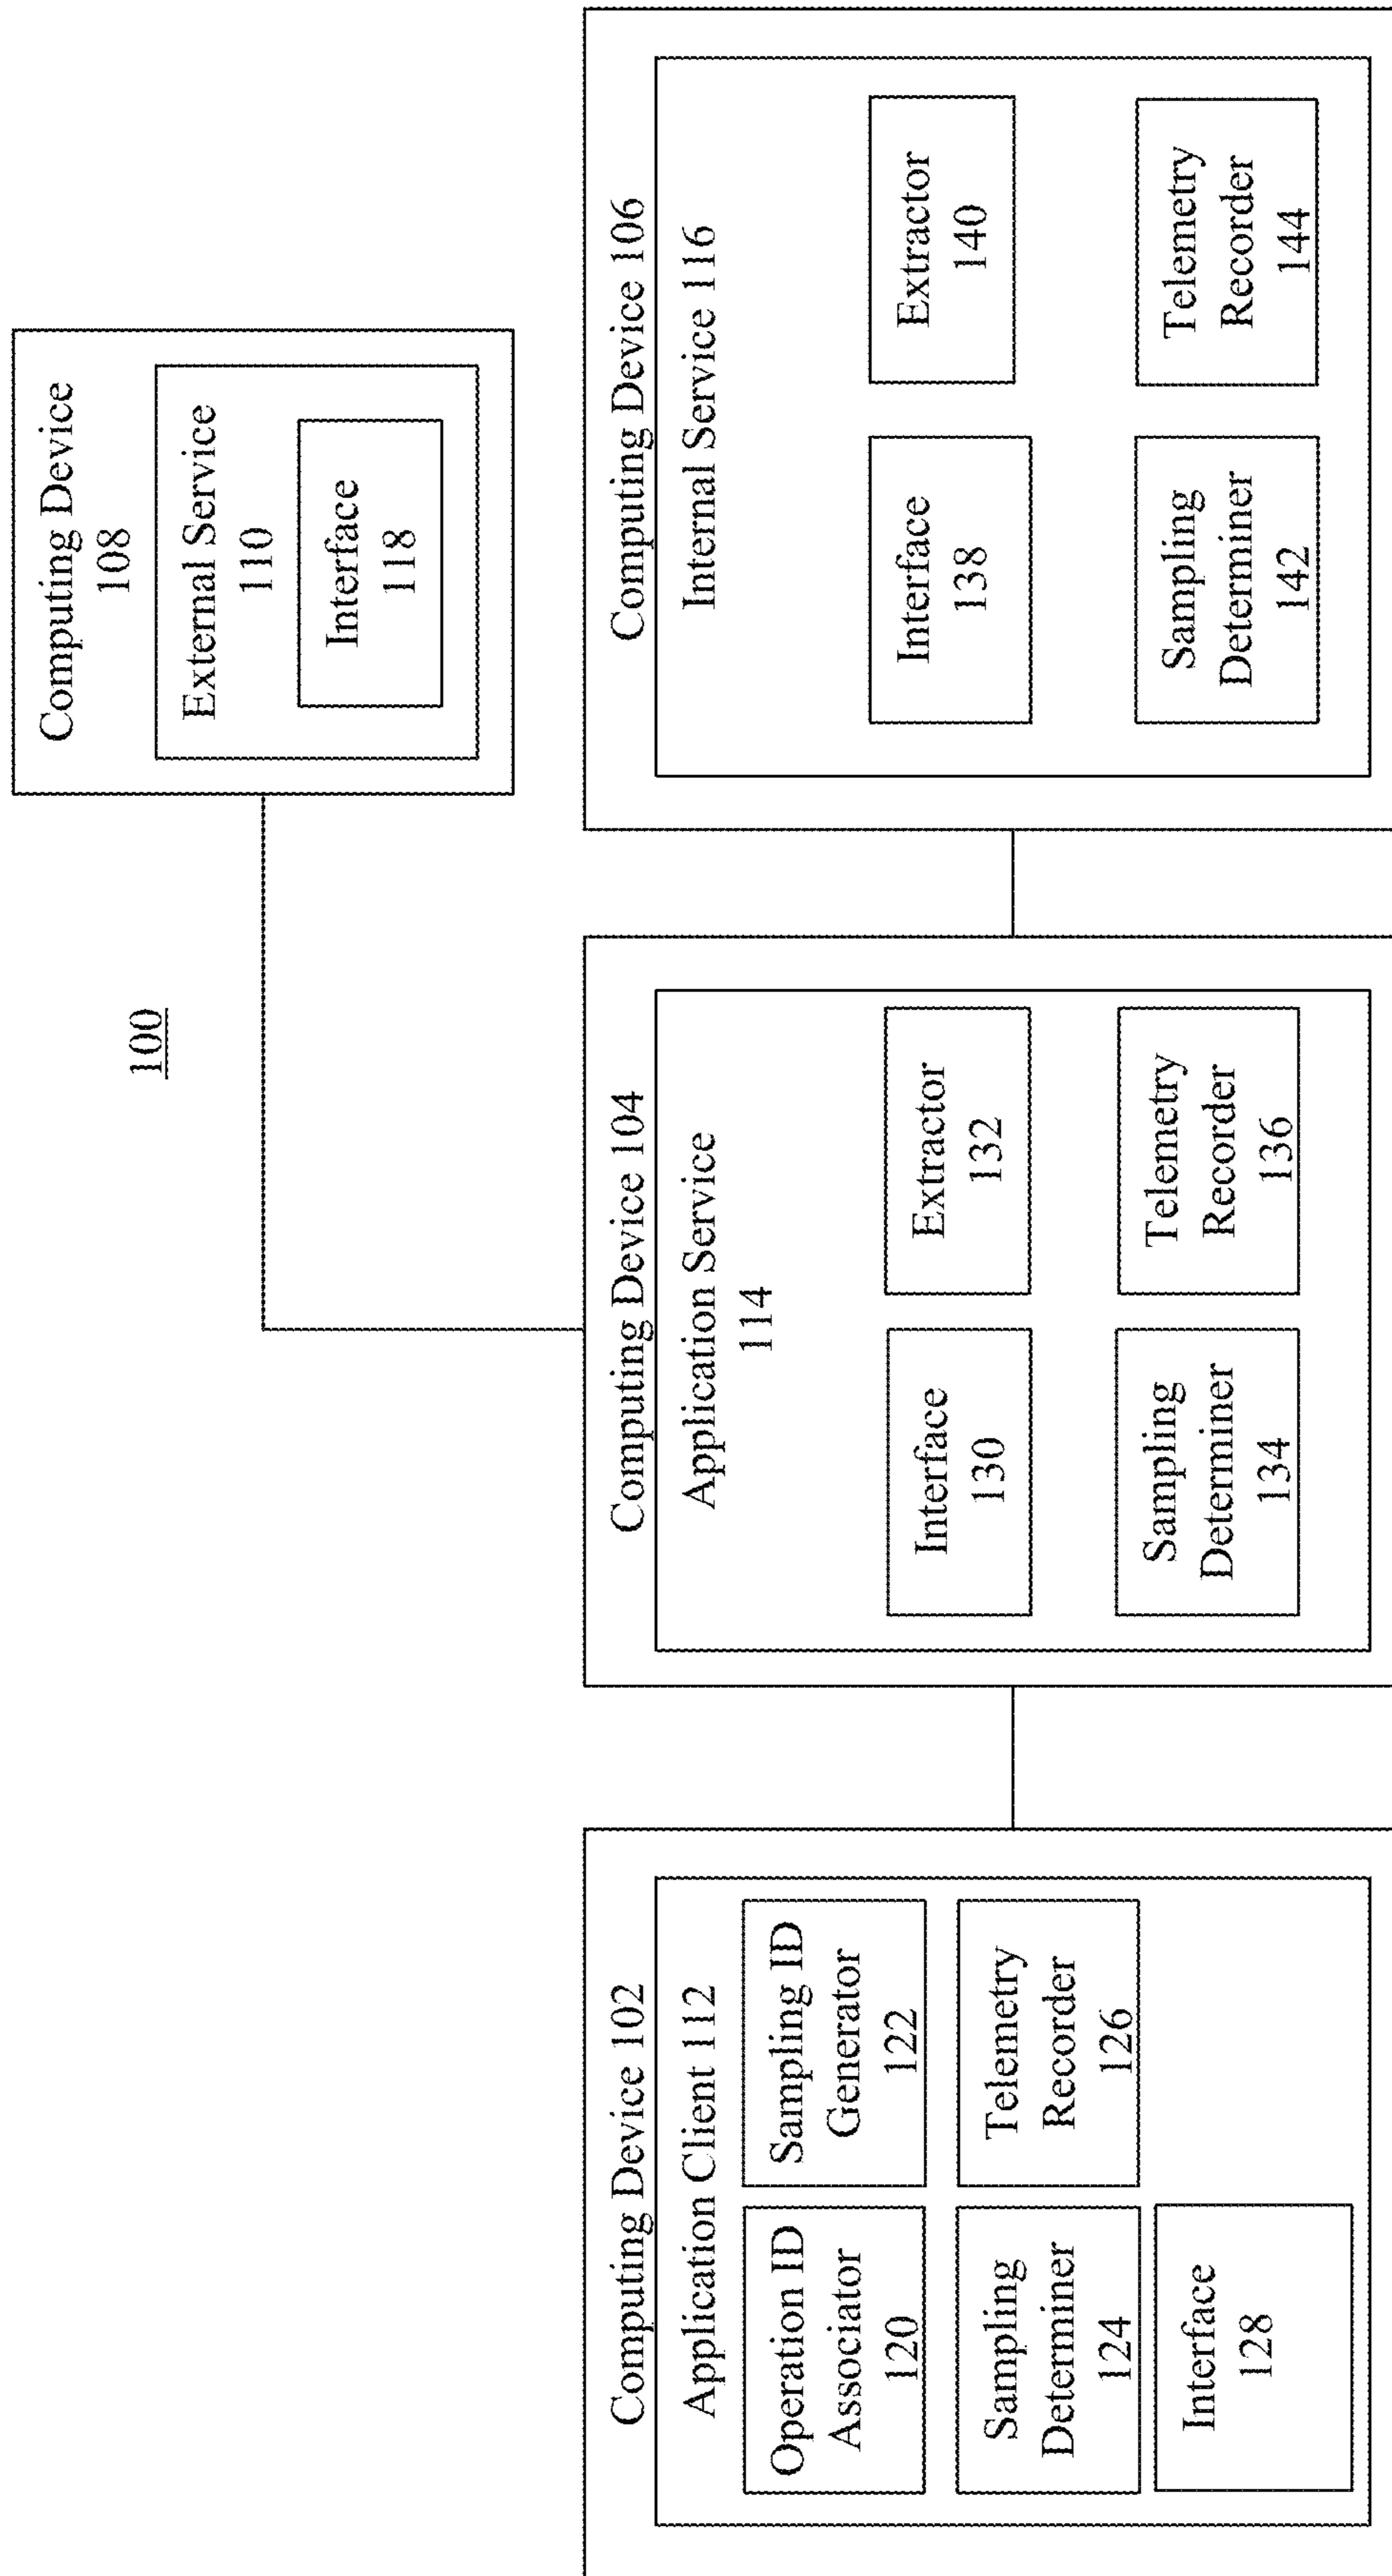 100
Computing Device
108
External Service
110
Interface
118
Computing Device 102
Application Client 112
Operation ID
Associator
120
Sampling ID
Generator
122
Sampling
Determiner
124
Telemetry
Recorder
126
Interface
128
Computing Device 104
Application Service
114
Interface
130
Extractor
132
Sampling
Determiner
134
Telemetry
Recorder
136
Computing Device 106
Internal Service 116
Interface
138
Extractor
140
Sampling
Determiner
142
Telemetry
Recorder
144